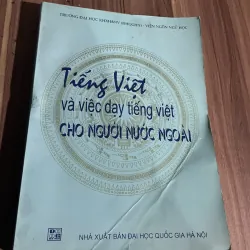 Tiếng Việt
và việc dạy tiếng việt
CHO NGƯỜI NƯỚC NGOÀI
NHÀ XUẤT BẢN ĐẠI HỌC QUỐC GIA HÀ NỘI